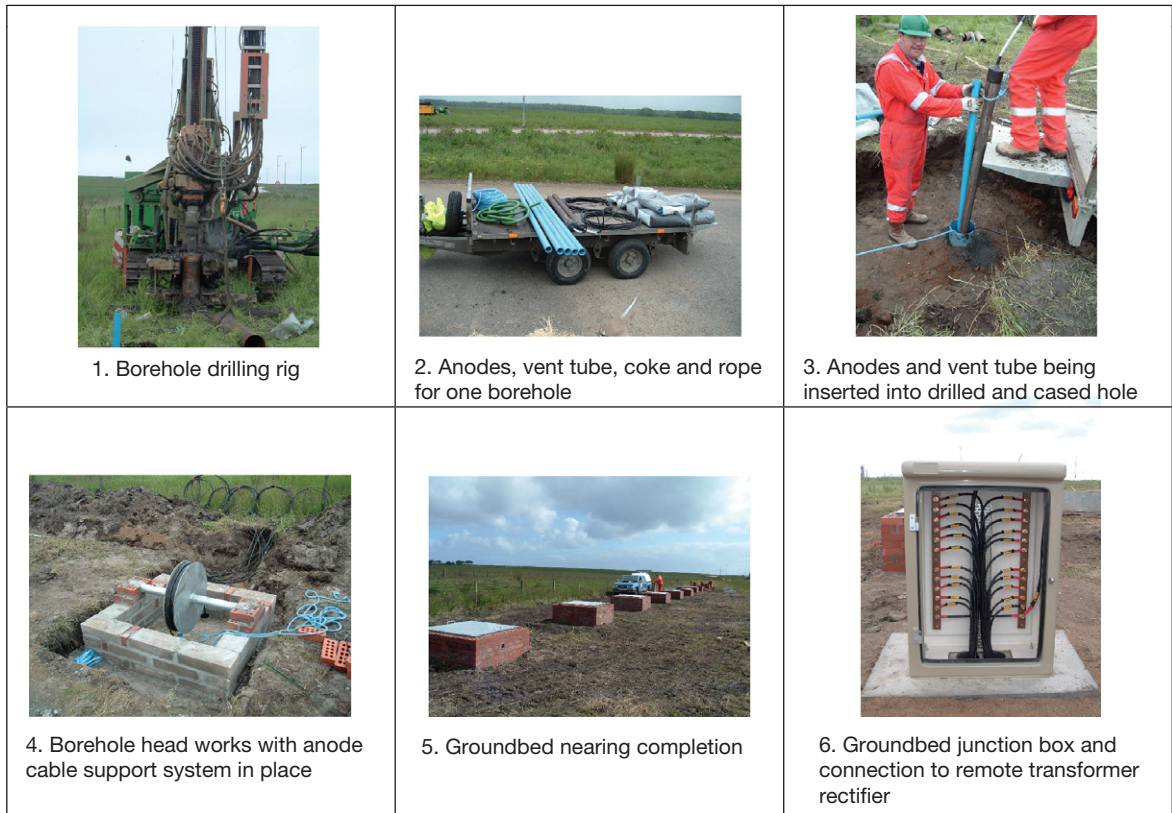 1. Borehole drilling rig
2. Anodes, vent tube, coke and rope
for one borehole
3. Anodes and vent tube being
inserted into drilled and cased hole
4. Borehole head works with anode
cable support system in place
5. Groundbed nearing completion
6. Groundbed junction box and
connection to remote transformer
rectifier